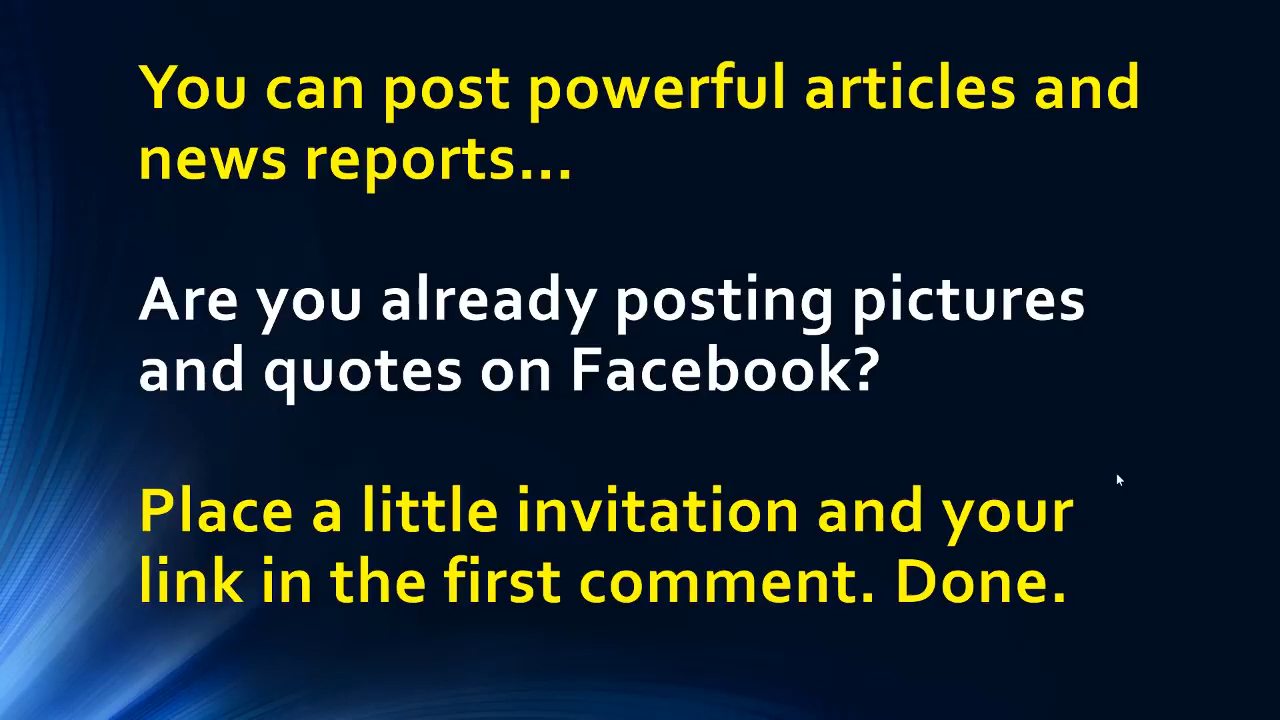 You can post powerful articles and
news reports...
Are you already posting pictures
and quotes on Facebook?
Place a little invitation and your
link in the first comment. Done.